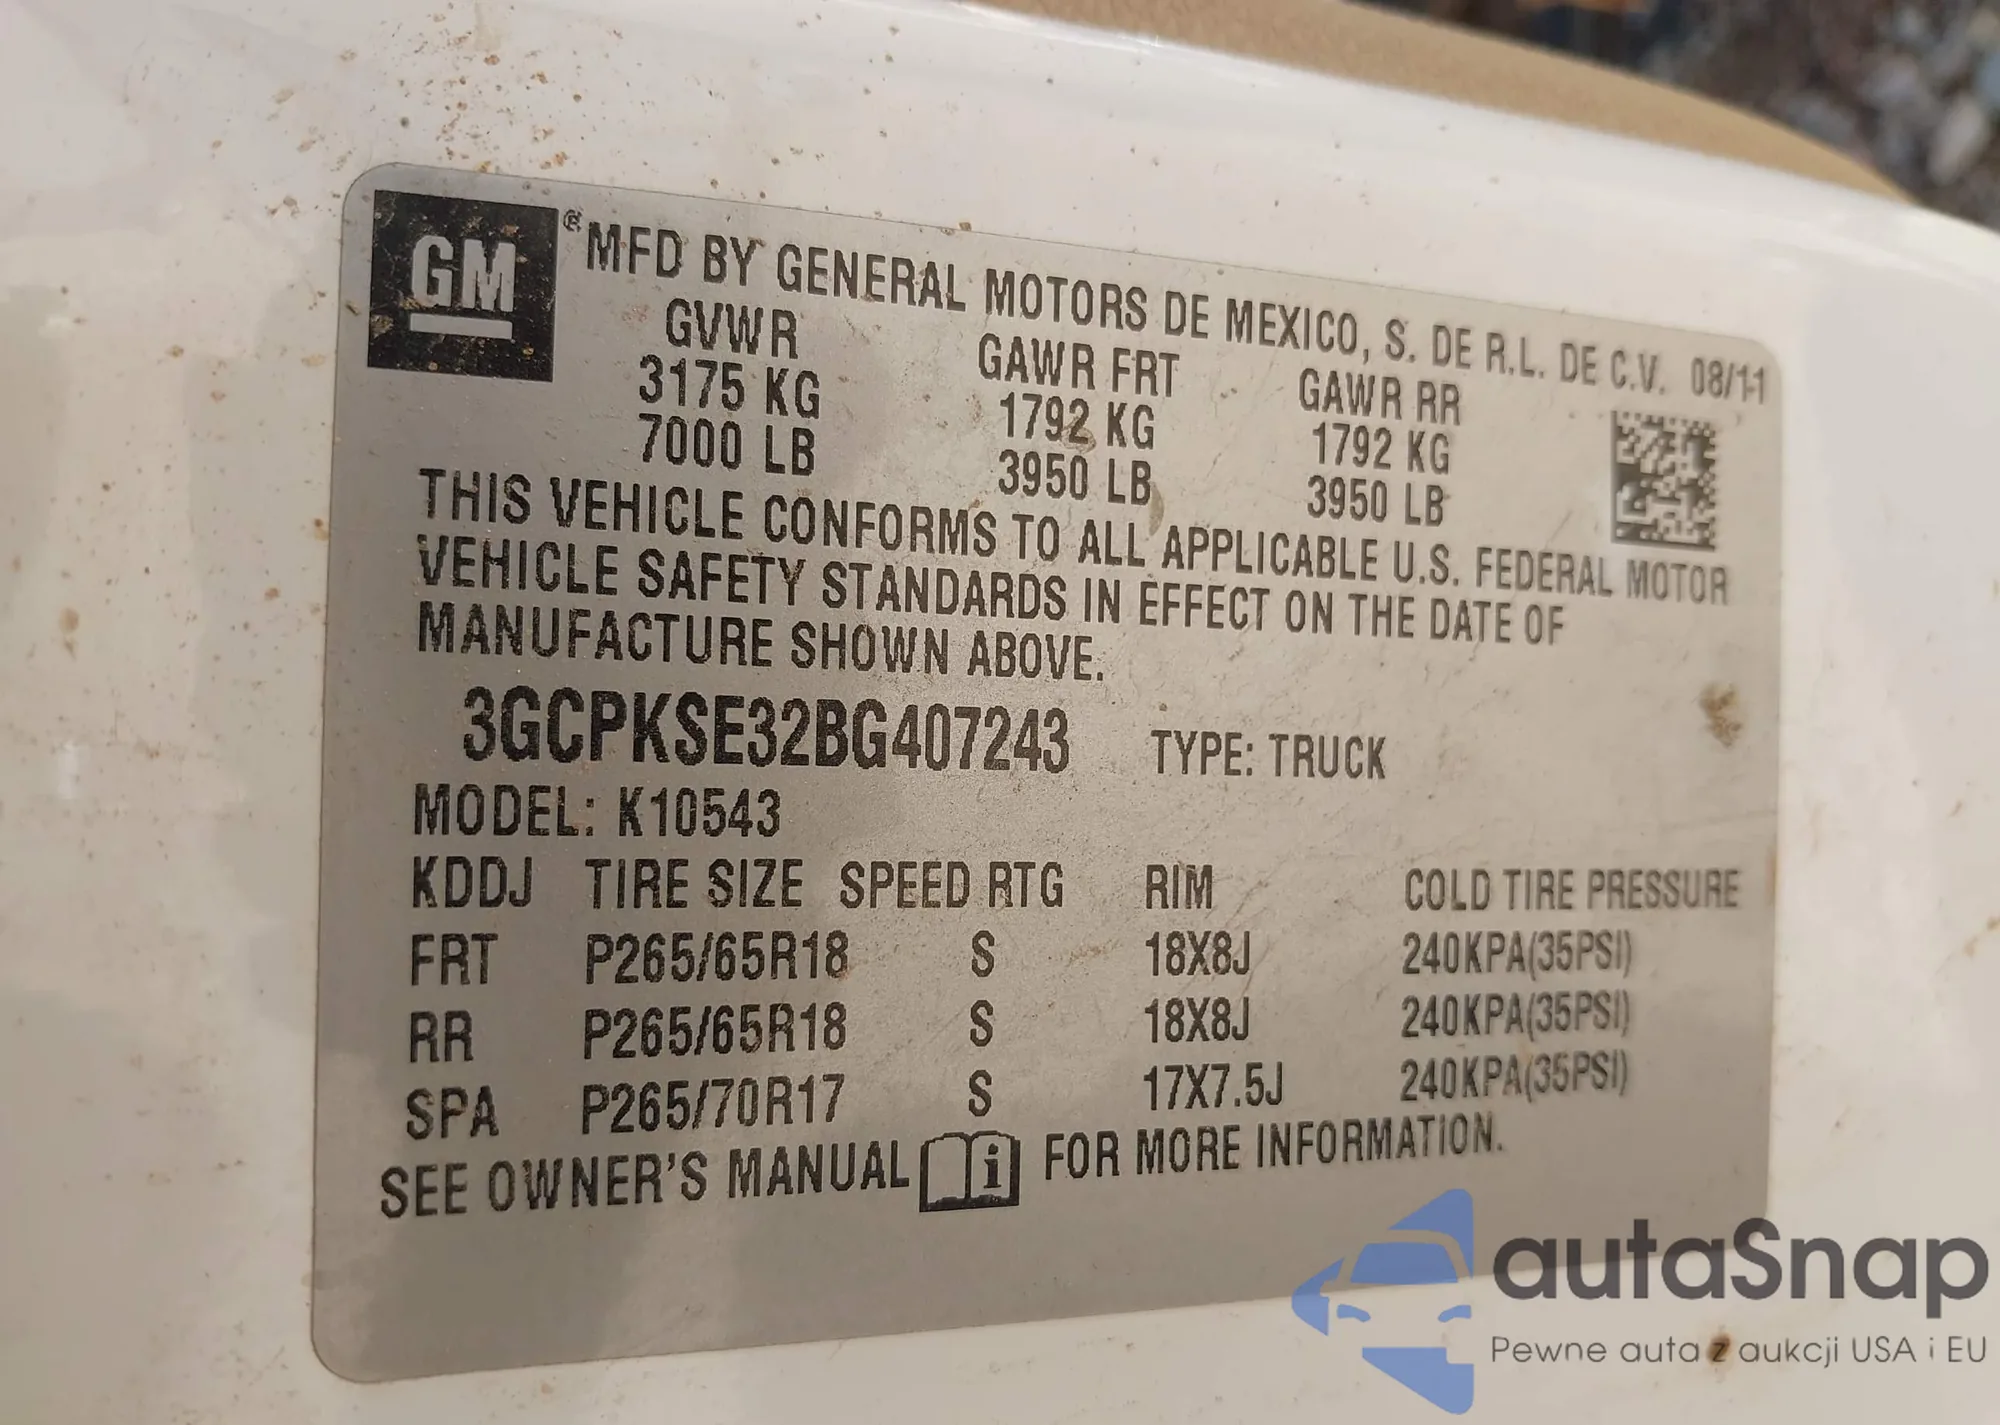 GM
® MFD BY GENERAL MOTORS DE MEXICO, S. DE R.L. DE C.V. 08/11
GVWR GAWR FRT GAWR RR
3175 KG 1792 KG 1792 KG
7000 LB 3950 LB 3950 LB
THIS VEHICLE CONFORMS TO ALL APPLICABLE U.S. FEDERAL MOTOR
VEHICLE SAFETY STANDARDS IN EFFECT ON THE DATE OF
MANUFACTURE SHOWN ABOVE.
3GCPKSE32BG407243 TYPE: TRUCK
MODEL: K10543
KDDJ TIRE SIZE SPEED RTG RIM COLD TIRE PRESSURE
FRT P265/65R18 S 18X8J 240KPA(35PSI)
RR P265/65R18 S 18X8J 240KPA(35PSI)
SPA P265/70R17 S 17X7.5J 240KPA(35PSI)
SEE OWNER'S MANUAL i FOR MORE INFORMATION.
autaSnap
Pewne auta z aukcji USA i EU